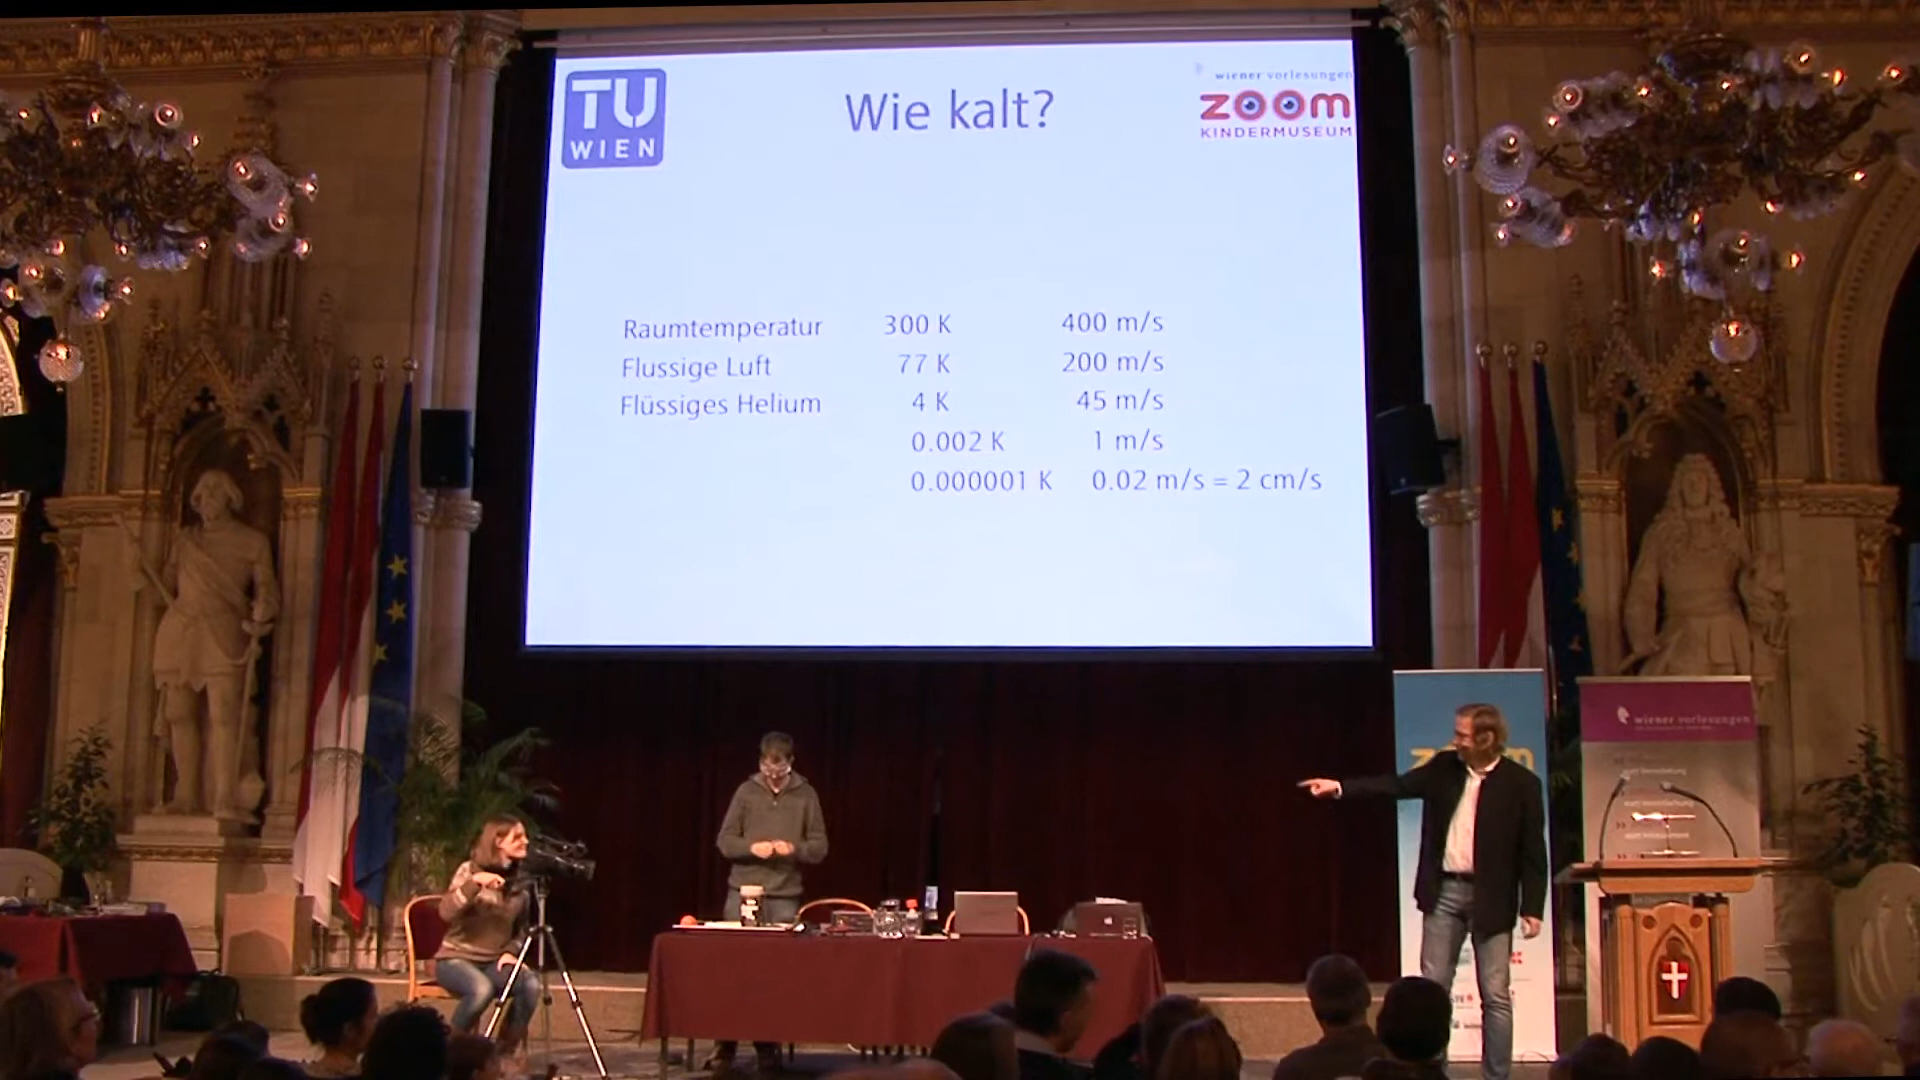 TU
WIEN
Wie kalt?
wiener vorlesungen
zoom
KINDERMUSEUM
Raumtemperatur 300 K 400 m/s
Flussige Luft 77 K 200 m/s
Flüssiges Helium 4 K 45 m/s
0.002 K 1 m/s
0.000001 K 0.02 m/s = 2 cm/s
wiener vorlesungen
zoom